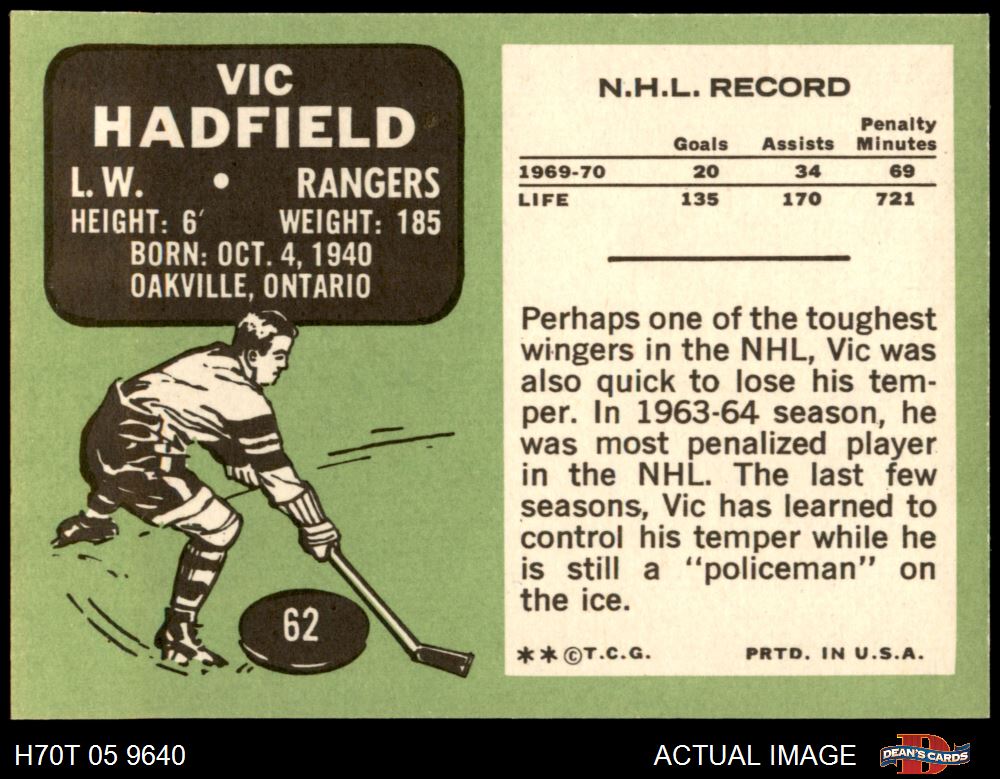 VIC
HADFIELD
L.W. • RANGERS
HEIGHT: 6' WEIGHT: 185
BORN: OCT. 4, 1940
OAKVILLE, ONTARIO
62
N.H.L. RECORD
Goals Assists Penalty Minutes
1969-70 20 34 69
LIFE 135 170 721
Perhaps one of the toughest
wingers in the NHL, Vic was
also quick to lose his tem-
per. In 1963-64 season, he
was most penalized player
in the NHL. The last few
seasons, Vic has learned to
control his temper while he
is still a “policeman” on
the ice.
**©T.C.G. PRTD. IN U.S.A.
H70T 05 9640 ACTUAL IMAGE DEAN'S CARDS